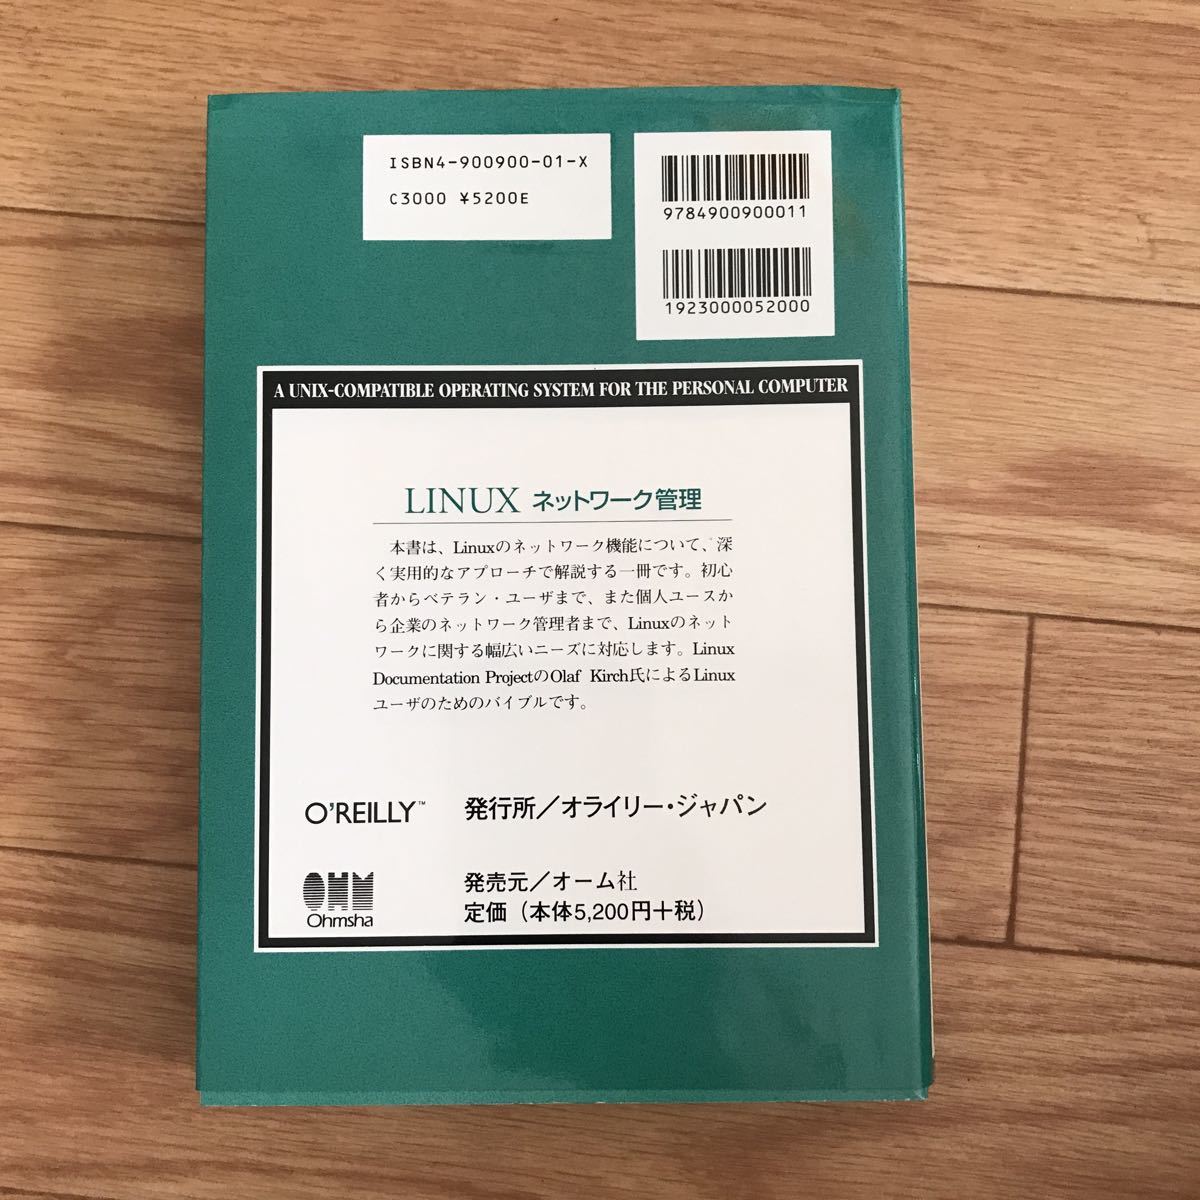 ISBN4-900900-01-X
C3000 ¥5200E
9784900900011
1923000052000
A UNIX-COMPATIBLE OPERATING SYSTEM FOR THE PERSONAL COMPUTER
LINUX ネットワーク管理
本書は、Linuxのネットワーク機能について、深
く実用的なアプローチで解説する一冊です。初心
者からベテラン・ユーザまで、また個人ユースか
ら企業のネットワーク管理者まで、Linuxのネット
ワークに関する幅広いニーズに対応します。Linux
Documentation ProjectのOlaf Kirch氏によるLinux
ユーザのためのバイブルです。
O'REILLY™ 発行所／オライリー・ジャパン
OHM
Ohmsha
発売元／オーム社
定価（本体5,200円＋税）